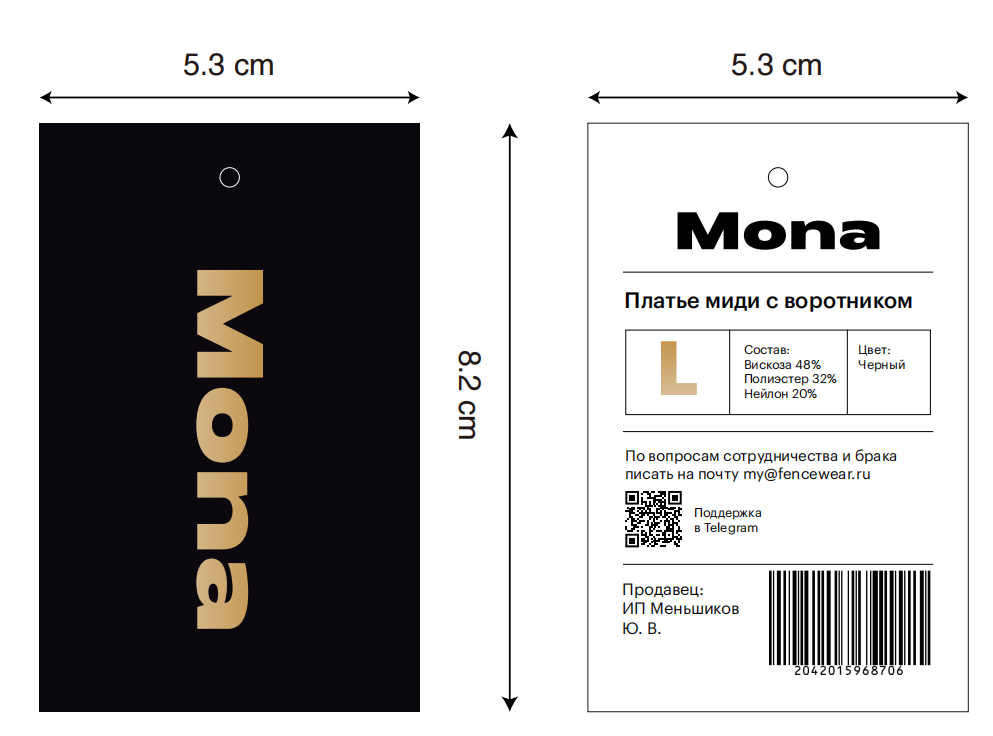 5.3 cm
5.3 cm
Mona
8.2 cm
Mona
Платье миди с воротником
L
Состав:
Вискоза 48%
Полиэстер 32%
Нейлон 20%
Цвет:
Черный
По вопросам сотрудничества и брака
писать на почту my@fencewear.ru
Поддержка
в Telegram
Продавец:
ИП Меньшиков
Ю. В.
2042015968706